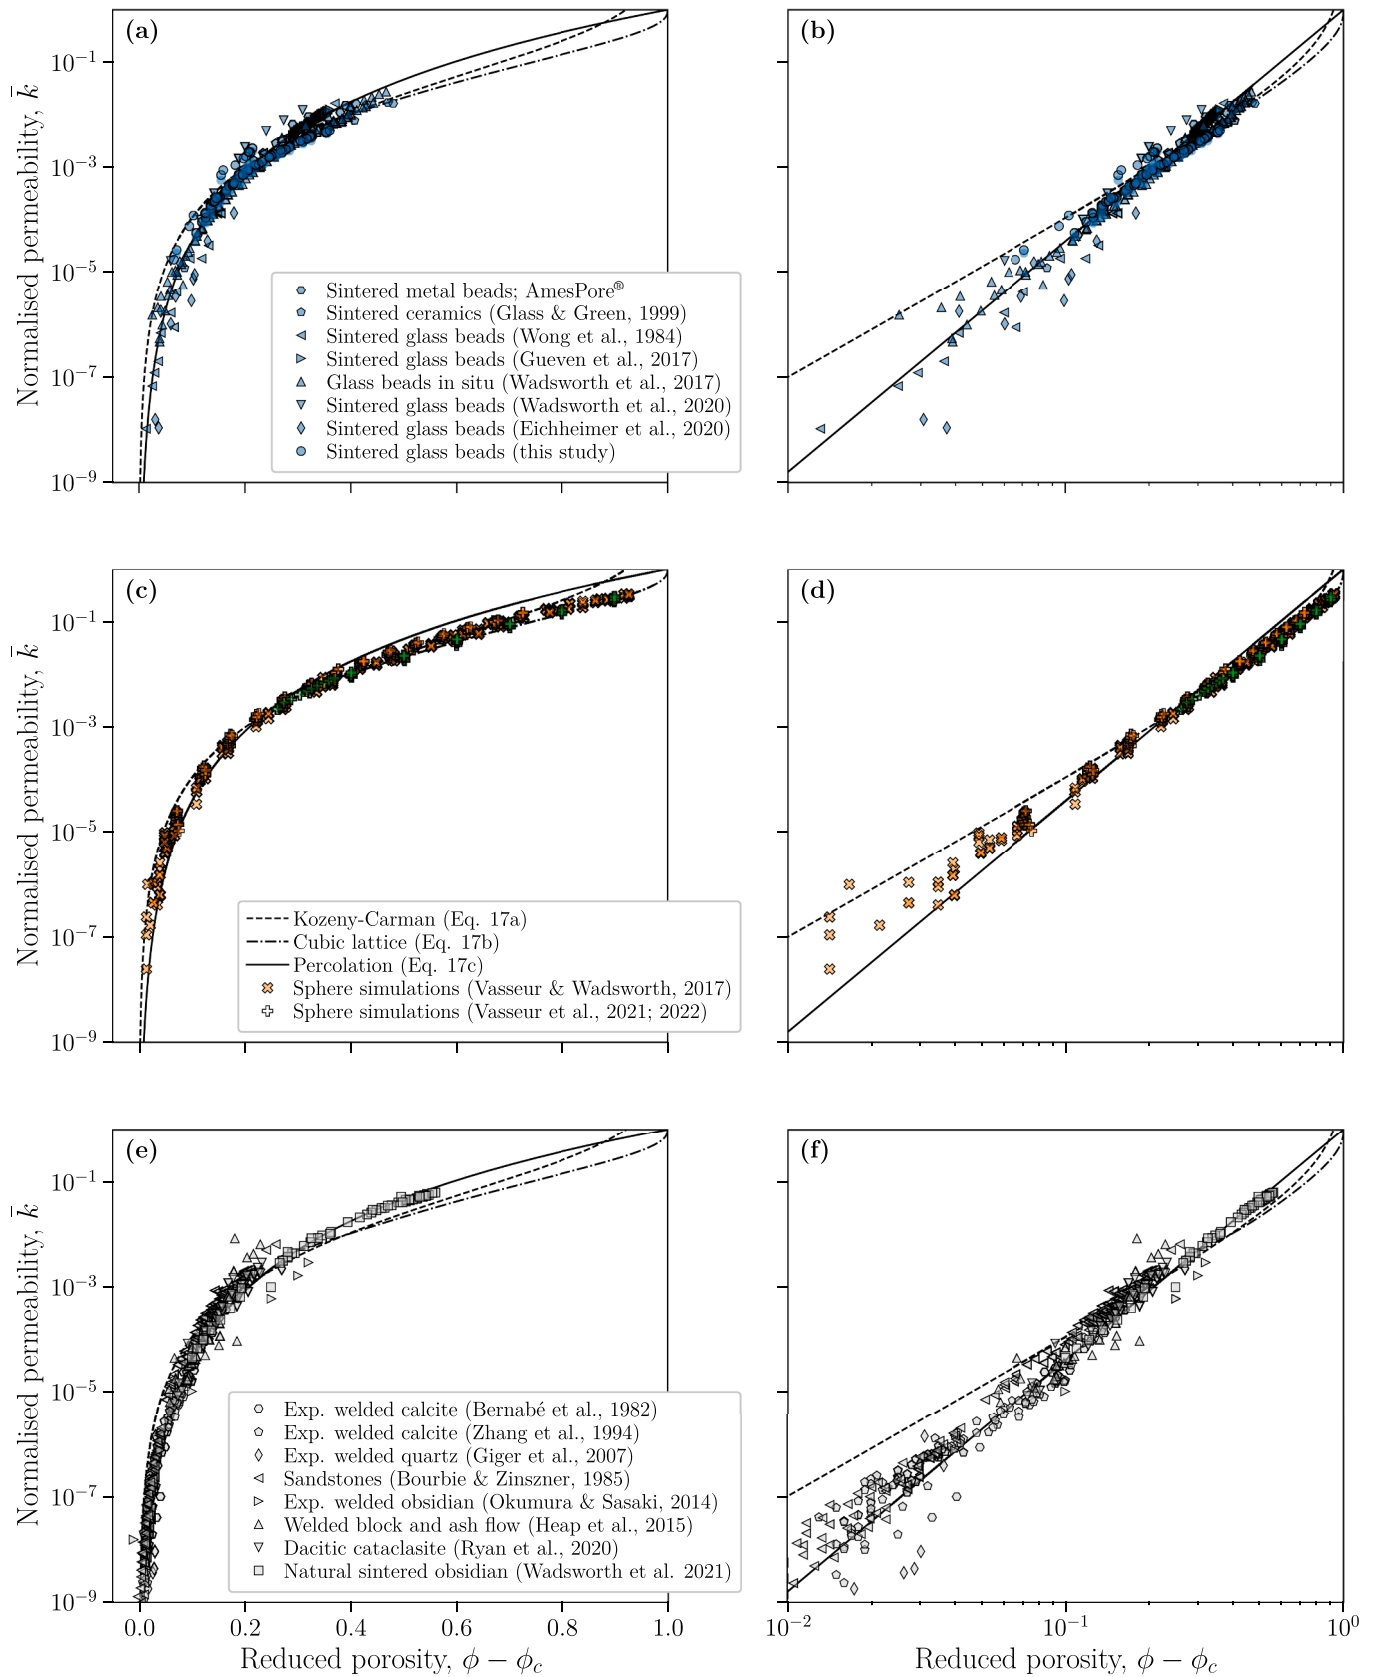 (a)
(b)
Normalised permeability, k̄
10⁻¹
10⁻³
10⁻⁵
10⁻⁷
10⁻⁹
Sintered metal beads; AmesPore®
Sintered ceramics (Glass & Green, 1999)
Sintered glass beads (Wong et al., 1984)
Sintered glass beads (Gueven et al., 2017)
Glass beads in situ (Wadsworth et al., 2017)
Sintered glass beads (Wadsworth et al., 2020)
Sintered glass beads (Eichheimer et al., 2020)
Sintered glass beads (this study)
(c)
(d)
Normalised permeability, k̄
10⁻¹
10⁻³
10⁻⁵
10⁻⁷
10⁻⁹
Kozeny-Carman (Eq. 17a)
Cubic lattice (Eq. 17b)
Percolation (Eq. 17c)
Sphere simulations (Vasseur & Wadsworth, 2017)
Sphere simulations (Vasseur et al., 2021; 2022)
(e)
(f)
Normalised permeability, k̄
10⁻¹
10⁻³
10⁻⁵
10⁻⁷
10⁻⁹
Exp. welded calcite (Bernabé et al., 1982)
Exp. welded calcite (Zhang et al., 1994)
Exp. welded quartz (Giger et al., 2007)
Sandstones (Bourbie & Zinszner, 1985)
Exp. welded obsidian (Okumura & Sasaki, 2014)
Welded block and ash flow (Heap et al., 2015)
Dacitic cataclasite (Ryan et al., 2020)
Natural sintered obsidian (Wadsworth et al. 2021)
0.0 0.2 0.4 0.6 0.8 1.0
10⁻² 10⁻¹ 10⁰
Reduced porosity, ϕ − ϕ_c
Reduced porosity, ϕ − ϕ_c